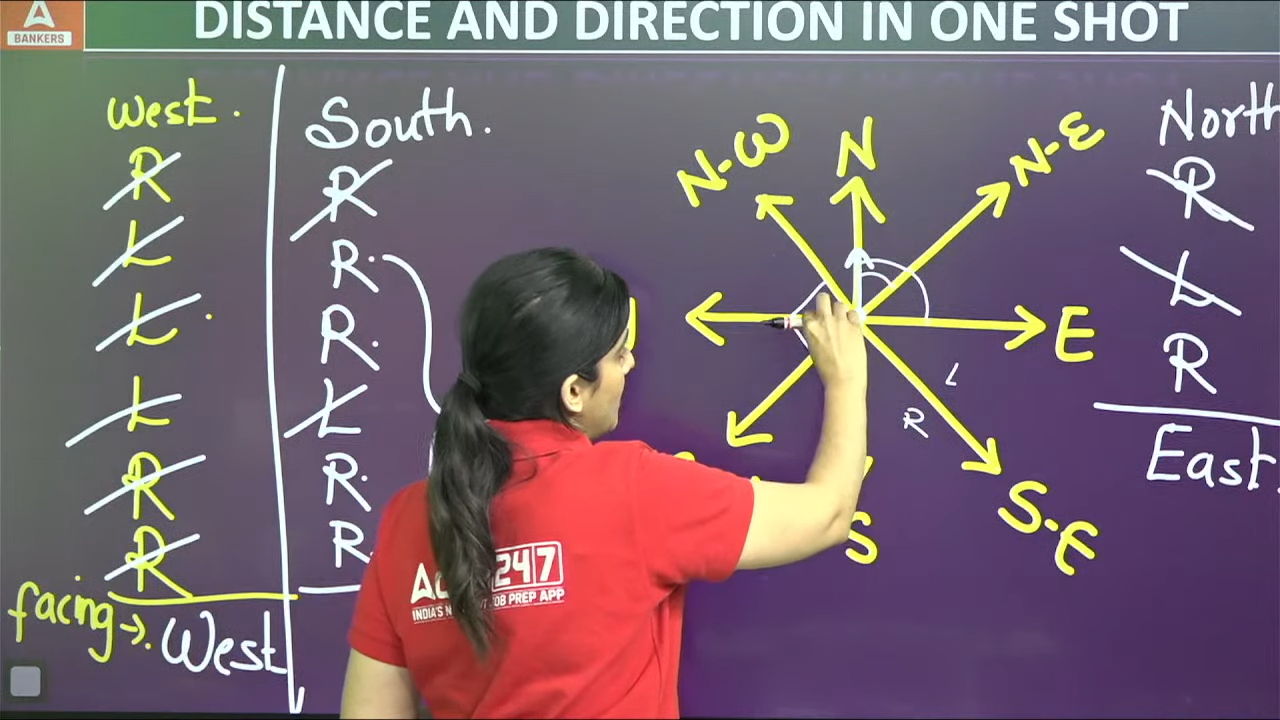 DISTANCE AND DIRECTION IN ONE SHOT
A
BANKERS
West.
R
L
L
L
R
R
facing → West
South.
R
R.
R.
L
R.
R.
N-W
N
N-E
E
S-E
S
L
R
North
R
L
R
East.
247
INDIA'S
JOB PREP APP